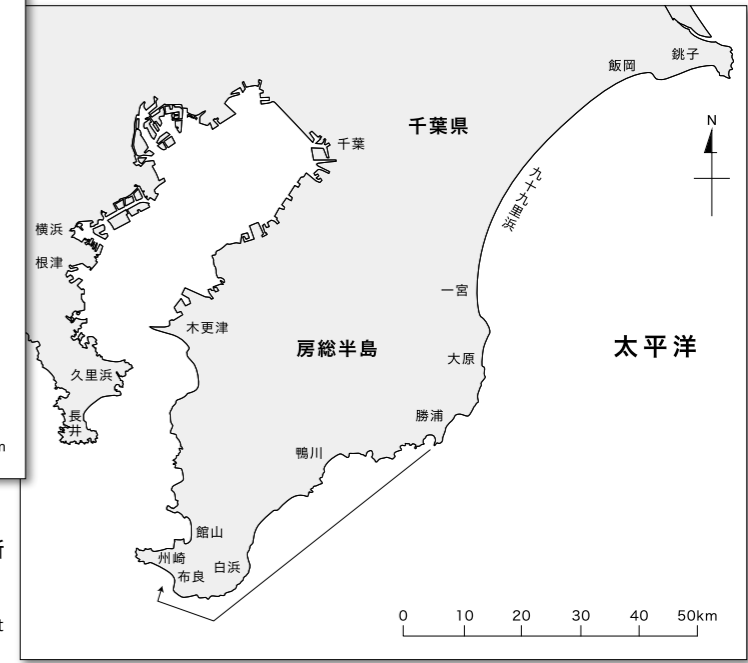 銚子
飯岡
千葉県
N
千葉
九十九里浜
横浜
根津
一宮
木更津
房総半島
太平洋
大原
久里浜
勝浦
長井
鴨川
館山
州崎
白浜
布良
0 10 20 30 40 50km